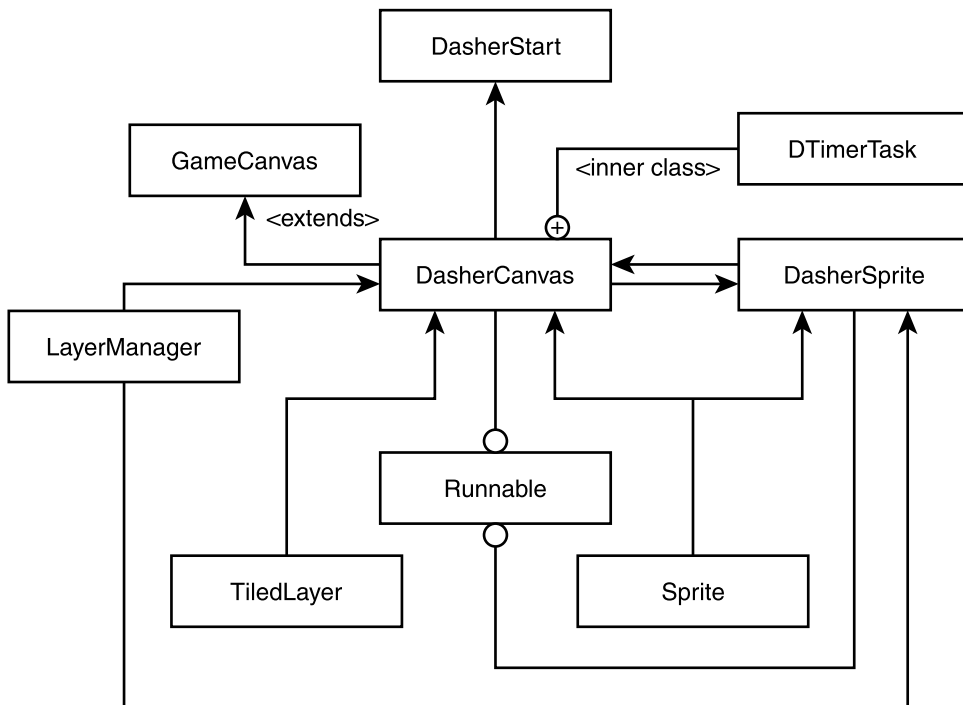 DasherStart
GameCanvas
DTimerTask
<inner class>
<extends>
DasherCanvas
DasherSprite
LayerManager
Runnable
TiledLayer
Sprite